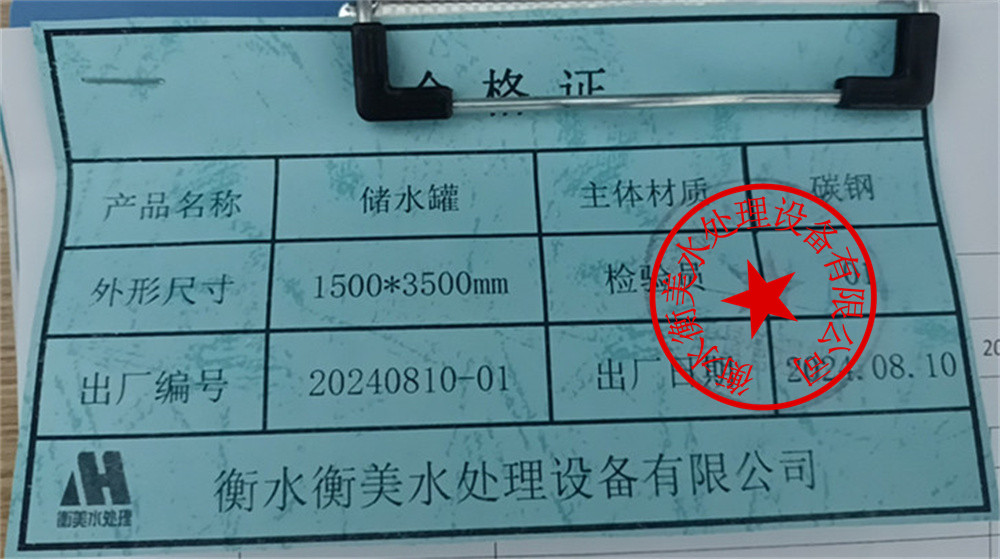 合格证
产品名称 储水罐 主体材质 碳钢
外形尺寸 1500*3500mm 检验员
出厂编号 20240810-01 出厂日期 2024.08.10
衡水衡美水处理设备有限公司
衡美水处理
衡水衡美水处理设备有限公司
20